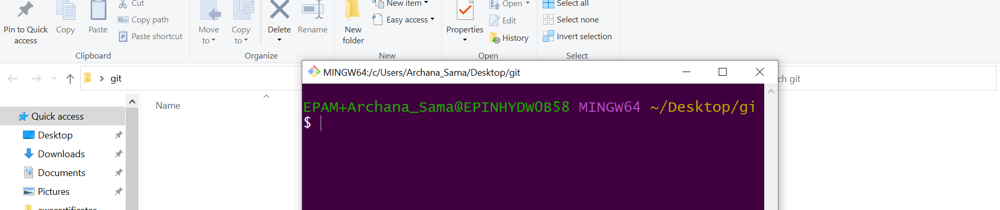 Cut
New item
Open
Select all
Copy path
Easy access
Edit
Select none
Pin to Quick access
Copy
Paste
Paste shortcut
Move to
Copy to
Delete
Rename
New folder
Properties
History
Invert selection
Clipboard
Organize
New
Open
Select
MINGW64:/c/Users/Archana_Sama/Desktop/git
git
ch git
Name
EPAM+Archana_Sama@EPINHYDW0B58 MINGW64 ~/Desktop/gi
$
Quick access
Desktop
Downloads
Documents
Pictures
awscertificates